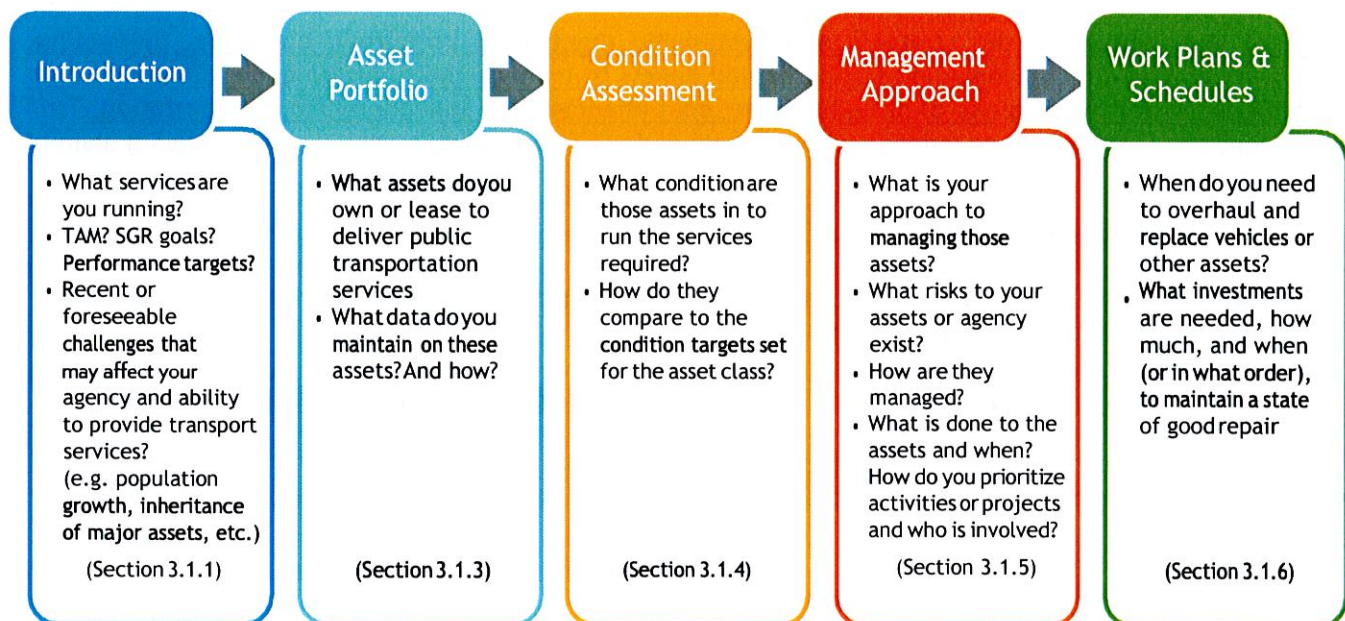 Introduction
Asset
Portfolio
Condition
Assessment
Management
Approach
Work Plans &
Schedules
• What services are
you running?
• TAM? SGR goals?
Performance targets?
• Recent or
foreseeable
challenges that
may affect your
agency and ability
to provide transport
services?
(e.g. population
growth, inheritance
of major assets, etc.)
(Section 3.1.1)
• What assets do you
own or lease to
deliver public
transportation
services
• What data do you
maintain on these
assets? And how?
(Section 3.1.3)
• What condition are
those assets in to
run the services
required?
• How do they
compare to the
condition targets set
for the asset class?
(Section 3.1.4)
• What is your
approach to
managing those
assets?
• What risks to your
assets or agency
exist?
• How are they
managed?
• What is done to the
assets and when?
How do you prioritize
activities or projects
and who is involved?
(Section 3.1.5)
• When do you need
to overhaul and
replace vehicles or
other assets?
• What investments
are needed, how
much, and when
(or in what order),
to maintain a state
of good repair
(Section 3.1.6)